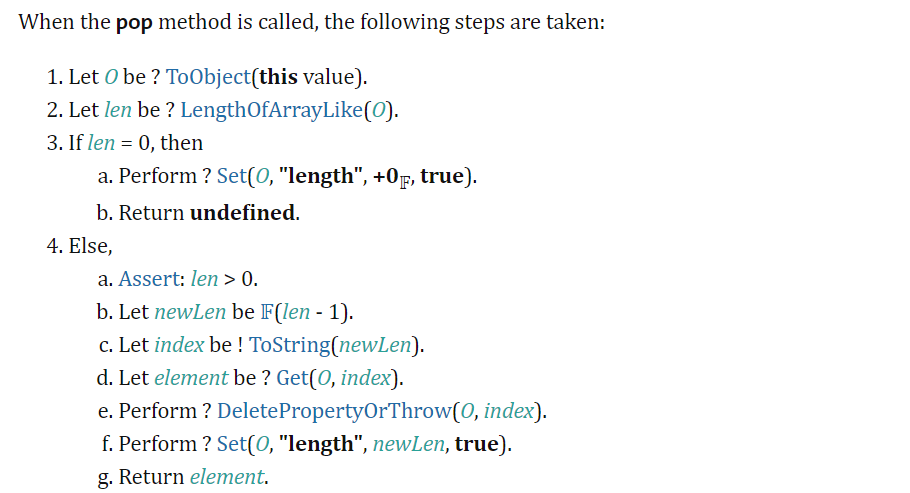 When the pop method is called, the following steps are taken:
1. Let O be ? ToObject(this value).
2. Let len be ? LengthOfArrayLike(O).
3. If len = 0, then
a. Perform ? Set(O, "length", +0𝔽, true).
b. Return undefined.
4. Else,
a. Assert: len > 0.
b. Let newLen be 𝔽(len - 1).
c. Let index be ! ToString(newLen).
d. Let element be ? Get(O, index).
e. Perform ? DeletePropertyOrThrow(O, index).
f. Perform ? Set(O, "length", newLen, true).
g. Return element.